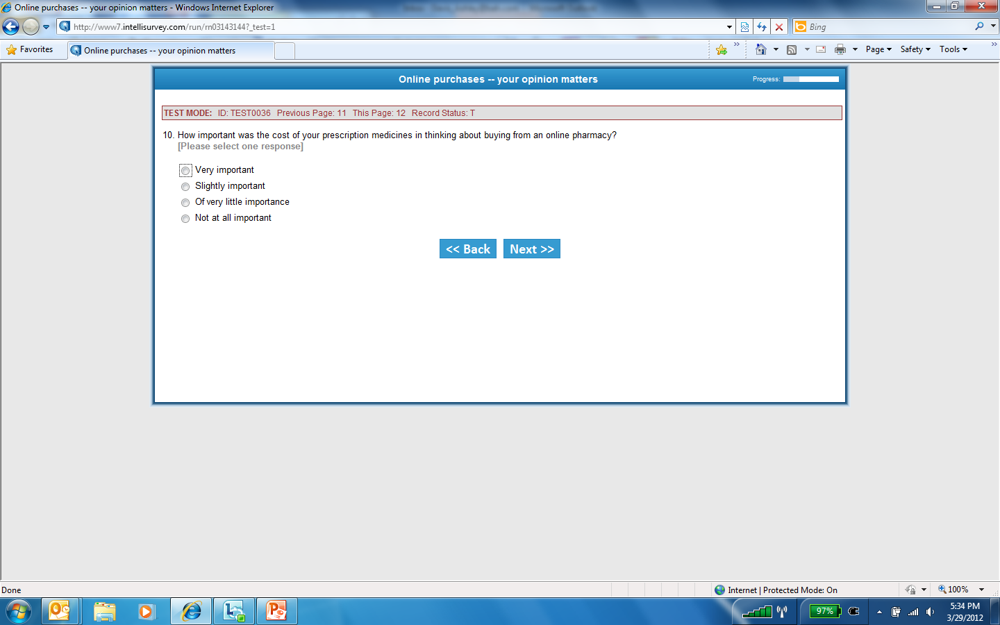 Online purchases -- your opinion matters - Windows Internet Explorer
http://www7.intellisurvey.com/run/rn03143144?_test=1
Bing
Favorites
Online purchases -- your opinion matters
Page
Safety
Tools
Online purchases -- your opinion matters
Progress:
TEST MODE: ID: TEST0036 Previous Page: 11 This Page: 12 Record Status: T
10. How important was the cost of your prescription medicines in thinking about buying from an online pharmacy?
[Please select one response]
Very important
Slightly important
Of very little importance
Not at all important
<< Back
Next >>
Done
Internet | Protected Mode: On
100%
97%
5:34 PM
3/29/2012